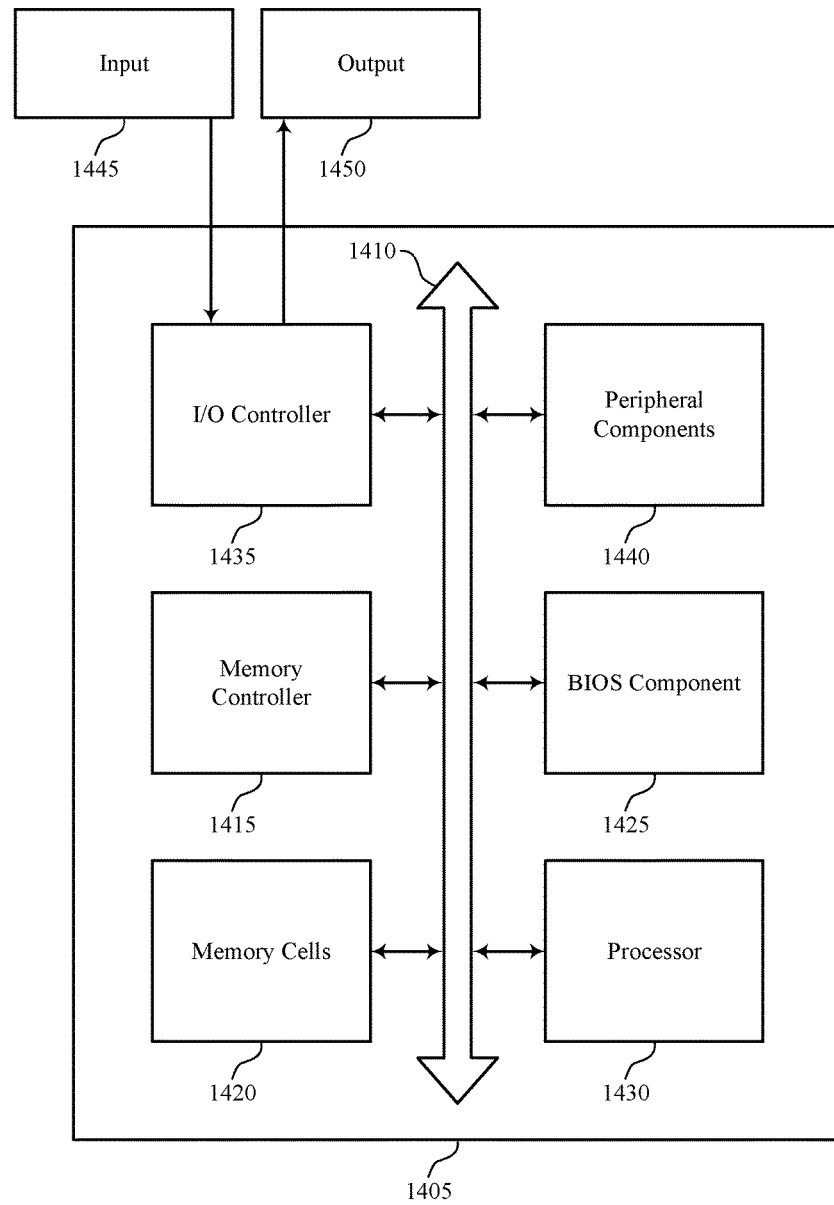 Input
Output
1445
1450
1410
I/O Controller
Peripheral
Components
1435
1440
Memory
Controller
BIOS Component
1415
1425
Memory Cells
Processor
1420
1430
1405